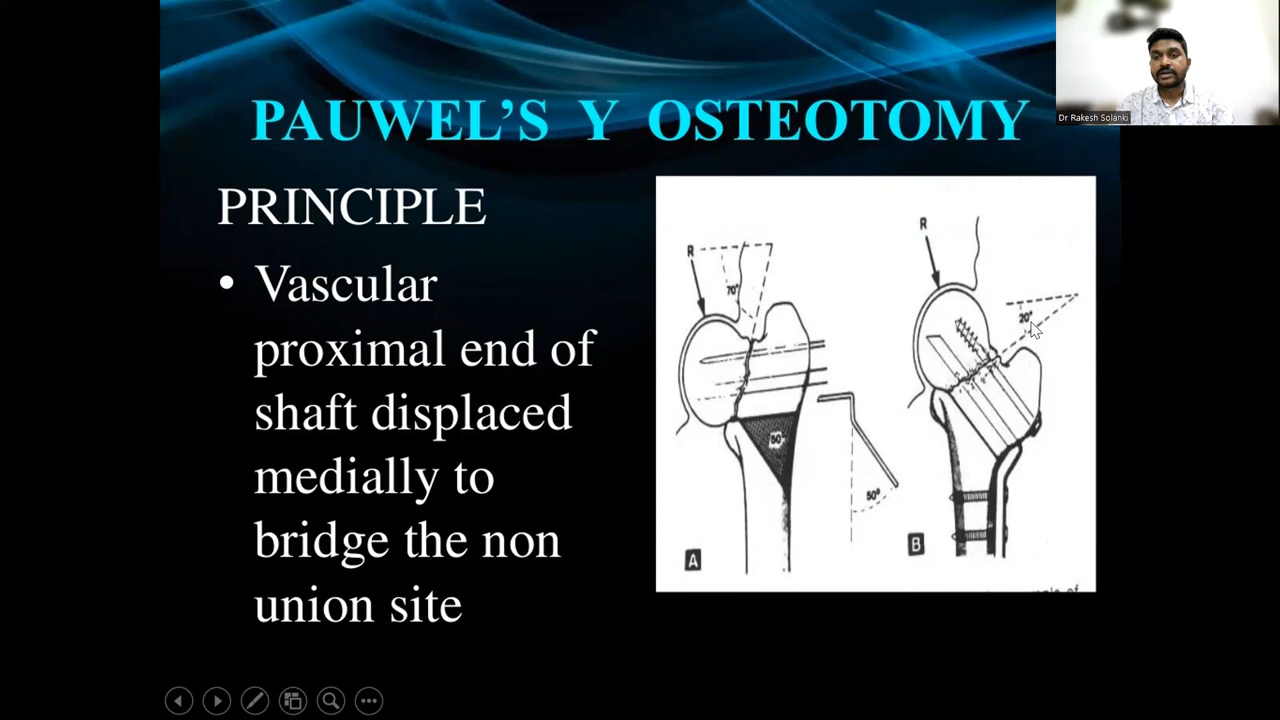 PAUWEL'S Y OSTEOTOMY
Dr Rakesh Solanki
PRINCIPLE
• Vascular
proximal end of
shaft displaced
medially to
bridge the non
union site
R
70°
50°
50°
A
R
20°
B